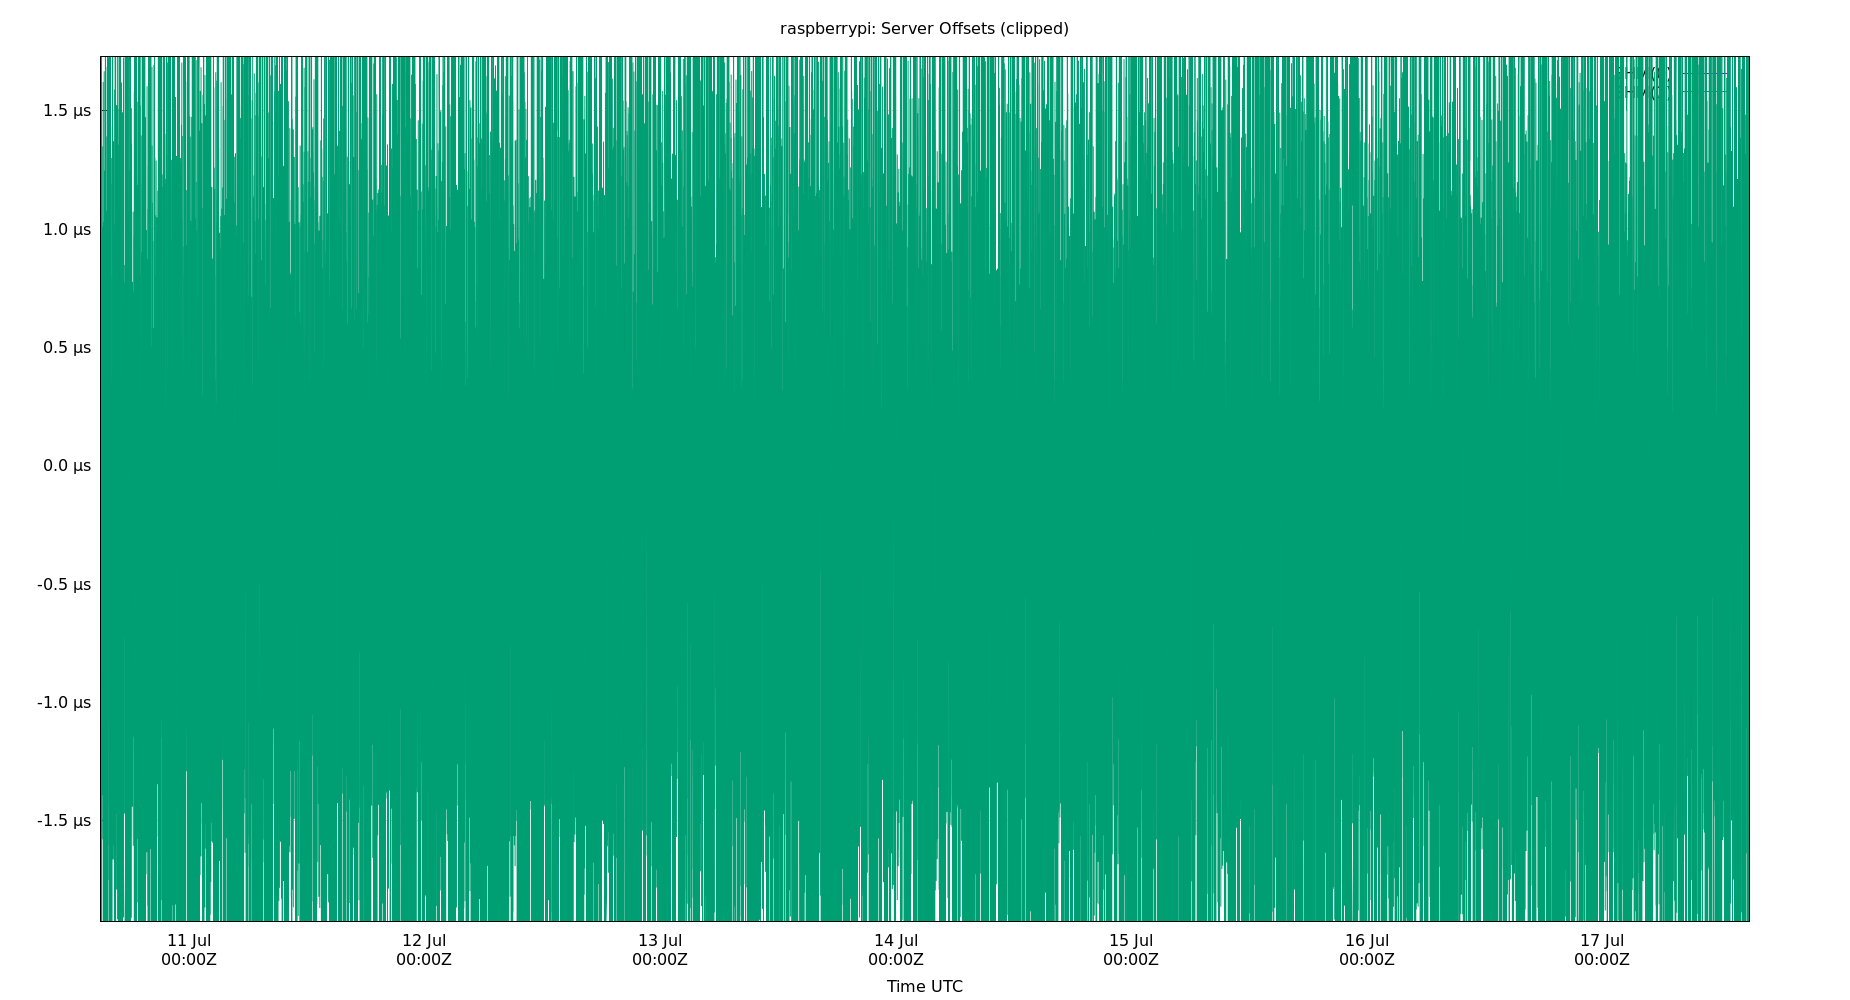 raspberrypi: Server Offsets (clipped)
1.5 µs
1.0 µs
0.5 µs
0.0 µs
-0.5 µs
-1.0 µs
-1.5 µs
11 Jul 12 Jul 13 Jul 14 Jul 15 Jul 16 Jul 17 Jul
00:00Z 00:00Z 00:00Z 00:00Z 00:00Z 00:00Z 00:00Z
Time UTC